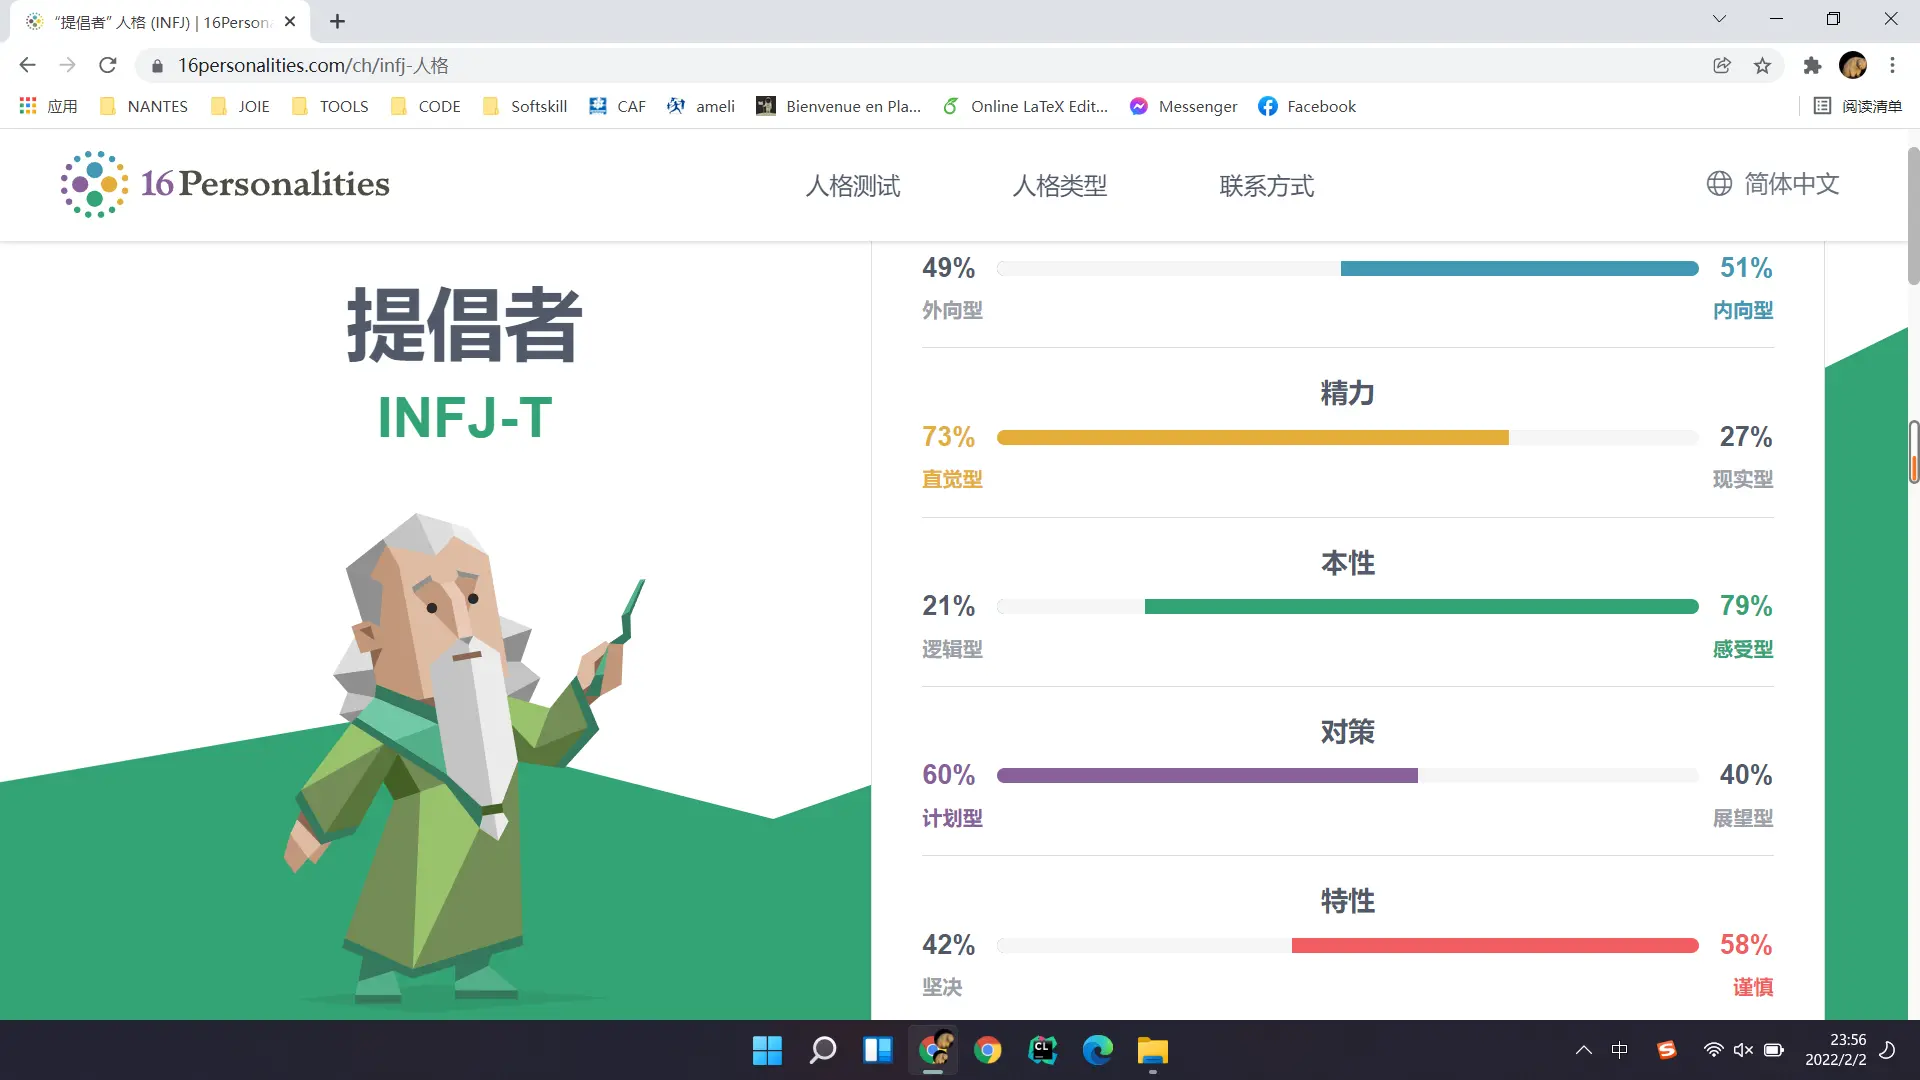 “提倡者” 人格 (INFJ) | 16Person
16personalities.com/ch/infj-人格
应用 NANTES JOIE TOOLS CODE Softskill CAF ameli Bienvenue en Pla... Online LaTeX Edit... Messenger Facebook 阅读清单
16Personalities 人格测试 人格类型 联系方式 简体中文
提倡者
INFJ-T
49% 51%
外向型 内向型
精力
73% 27%
直觉型 现实型
本性
21% 79%
逻辑型 感受型
对策
60% 40%
计划型 展望型
特性
42% 58%
坚决 谨慎
CL
中
S
23:56
2022/2/2